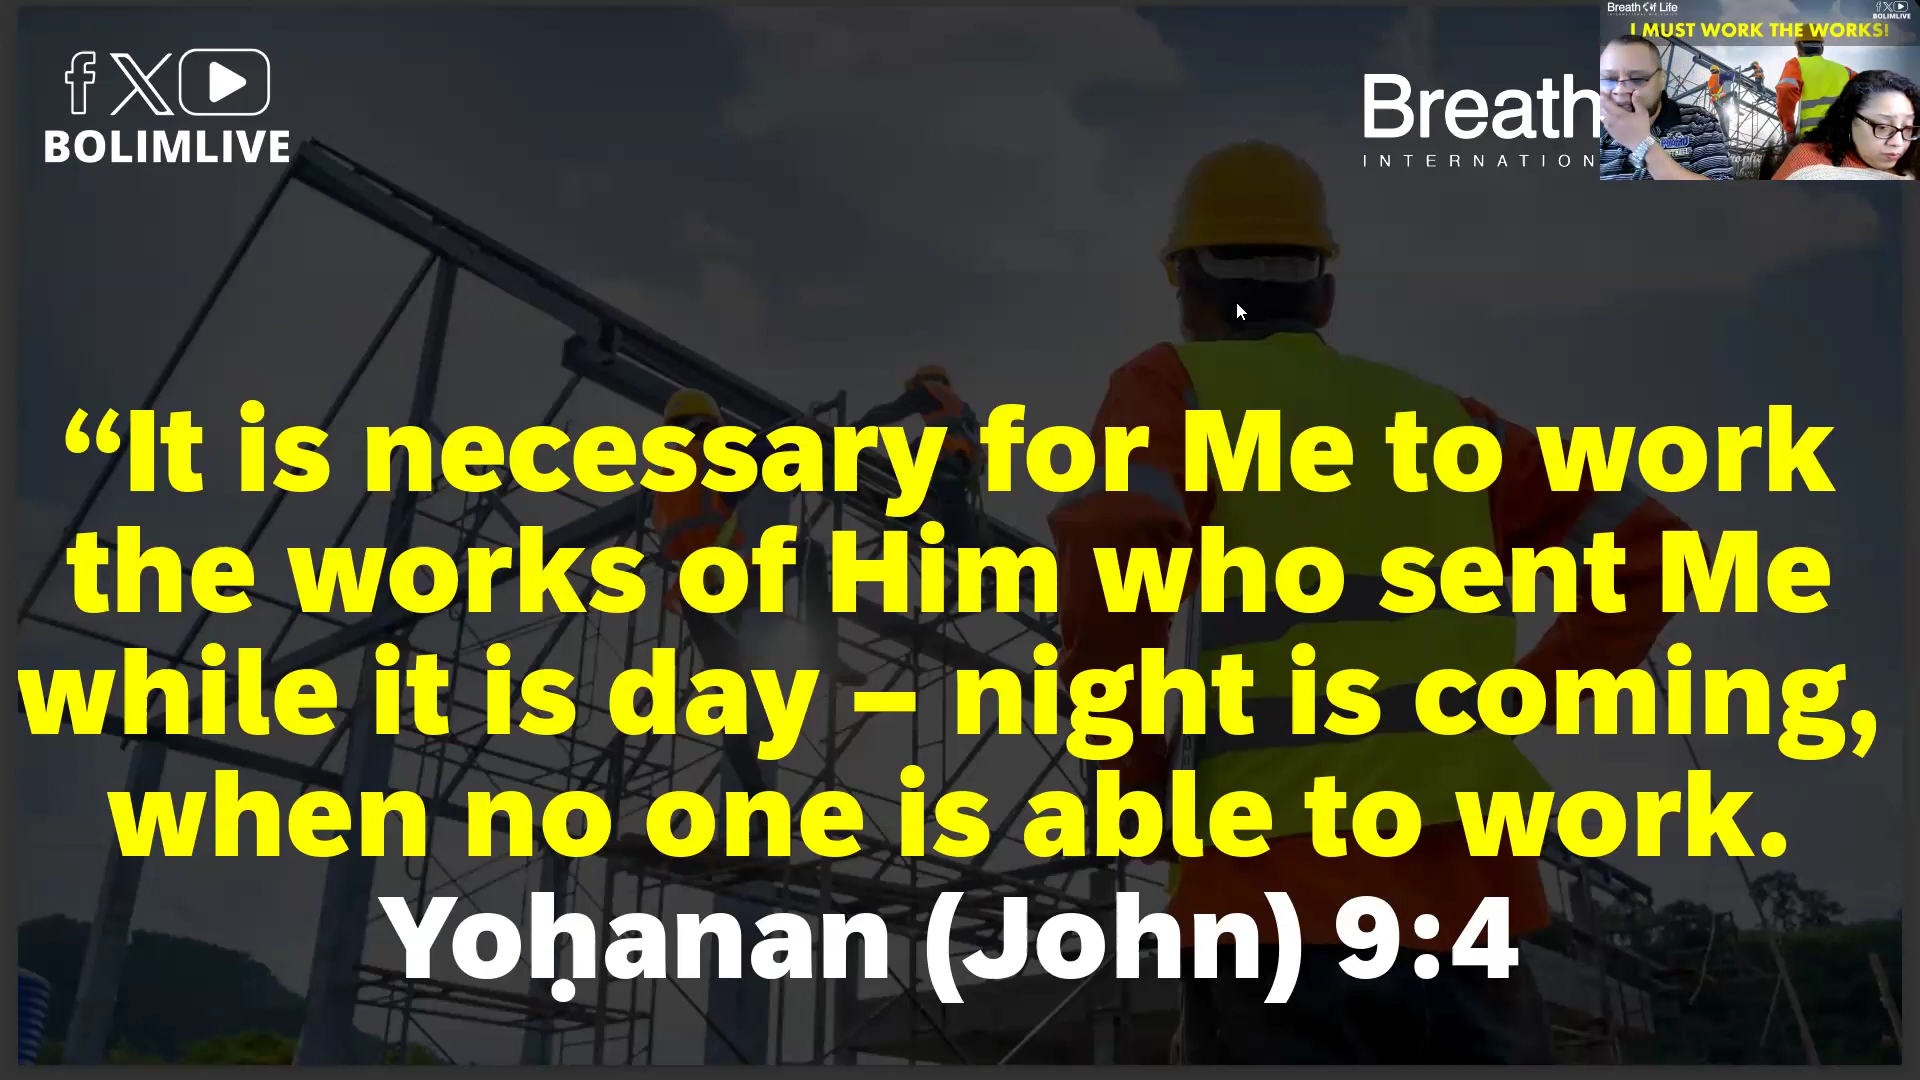 f X
BOLIMLIVE
Breath
INTERNATION
Breath Of Life
BOLIMLIVE
I MUST WORK THE WORKS!
“It is necessary for Me to work
the works of Him who sent Me
while it is day – night is coming,
when no one is able to work.
Yoḥanan (John) 9:4